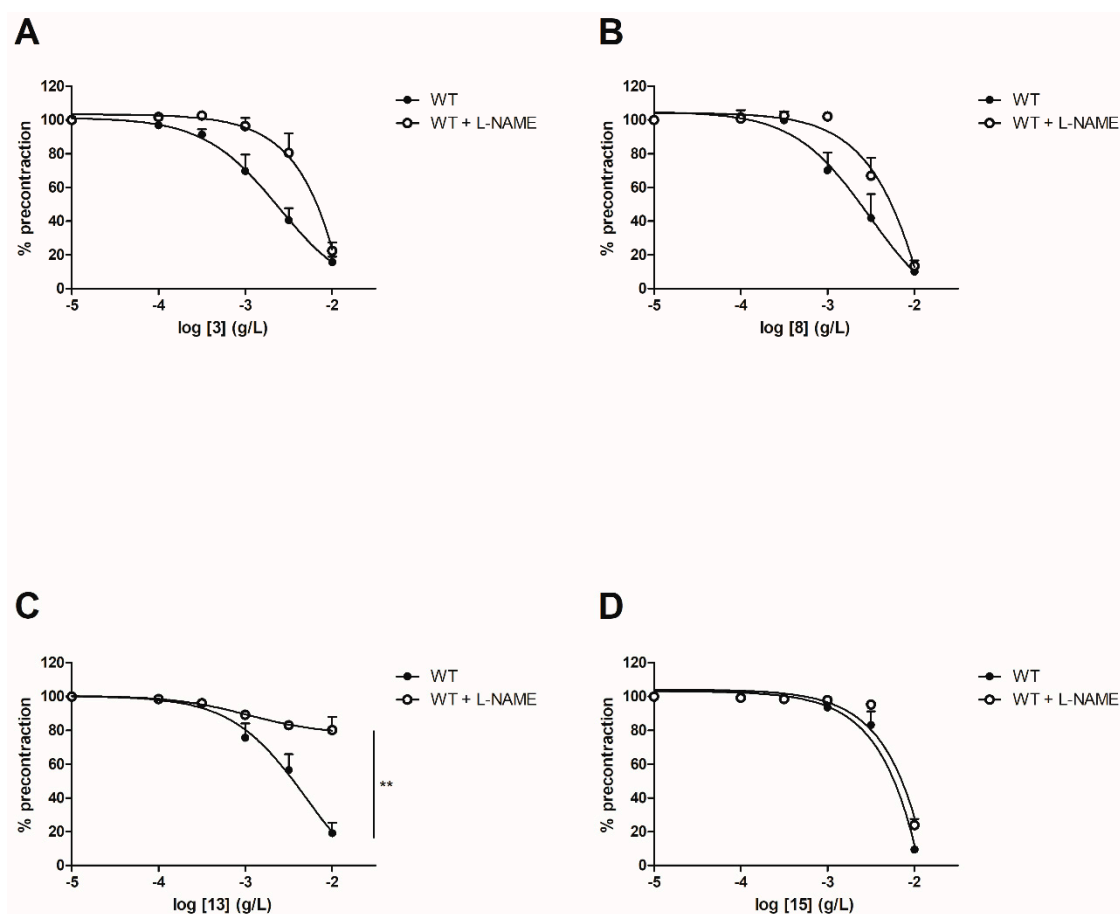 A
120
100
80
60
40
20
0
% precontraction
-5 -4 -3 -2
log [3] (g/L)
WT
WT + L-NAME
B
120
100
80
60
40
20
0
% precontraction
-5 -4 -3 -2
log [8] (g/L)
WT
WT + L-NAME
C
120
100
80
60
40
20
0
% precontraction
-5 -4 -3 -2
log [13] (g/L)
WT
WT + L-NAME
**
D
120
100
80
60
40
20
0
% precontraction
-5 -4 -3 -2
log [15] (g/L)
WT
WT + L-NAME